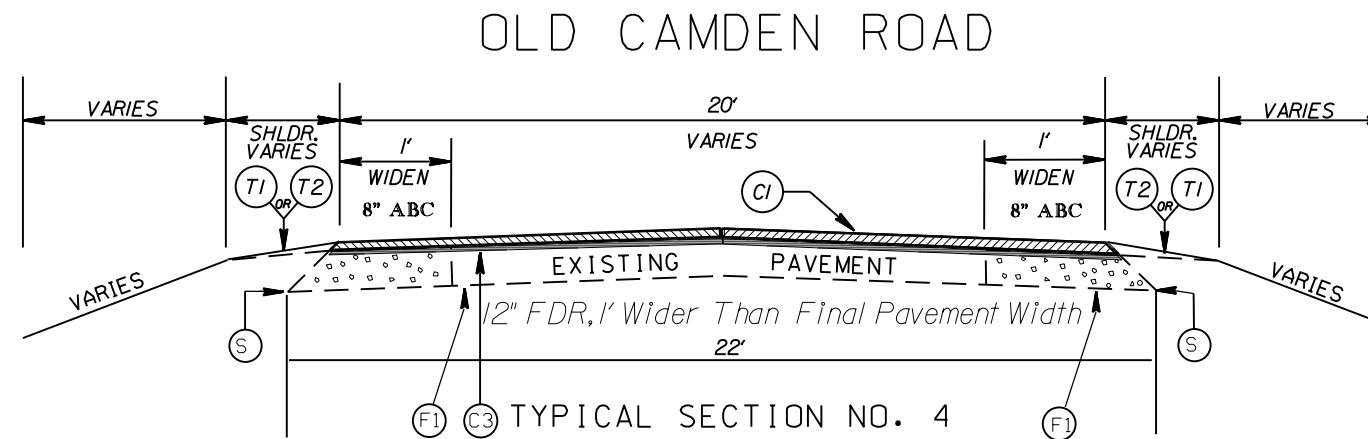 OLD CAMDEN ROAD
VARIES
SHLDR.
VARIES
20'
VARIES
SHLDR.
VARIES
VARIES
1'
WIDEN
8" ABC
1'
WIDEN
8" ABC
T1
OR
T2
C1
T2
OR
T1
VARIES
EXISTING PAVEMENT
VARIES
12" FDR, 1' Wider Than Final Pavement Width
S
22'
S
F1
C3
TYPICAL SECTION NO. 4
F1